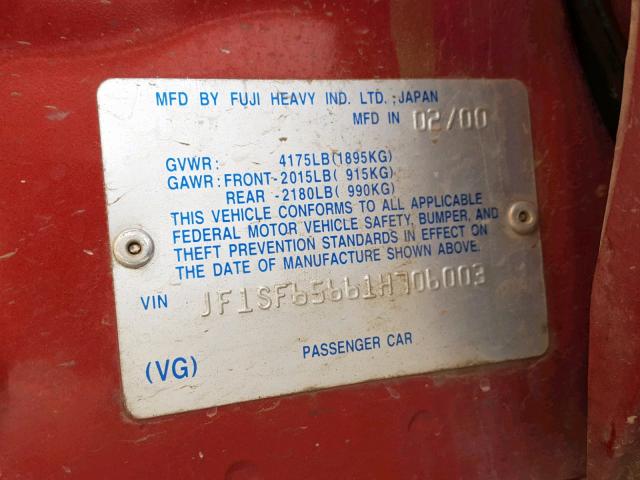 MFD BY FUJI HEAVY IND. LTD.,JAPAN
MFD IN 02/00
GVWR: 4175LB(1895KG)
GAWR:FRONT-2015LB( 915KG)
REAR -2180LB( 990KG)
THIS VEHICLE CONFORMS TO ALL APPLICABLE
FEDERAL MOTOR VEHICLE SAFETY, BUMPER, AND
THEFT PREVENTION STANDARDS IN EFFECT ON
THE DATE OF MANUFACTURE SHOWN ABOVE.
VIN JF1SF65661H706003
PASSENGER CAR
(VG)